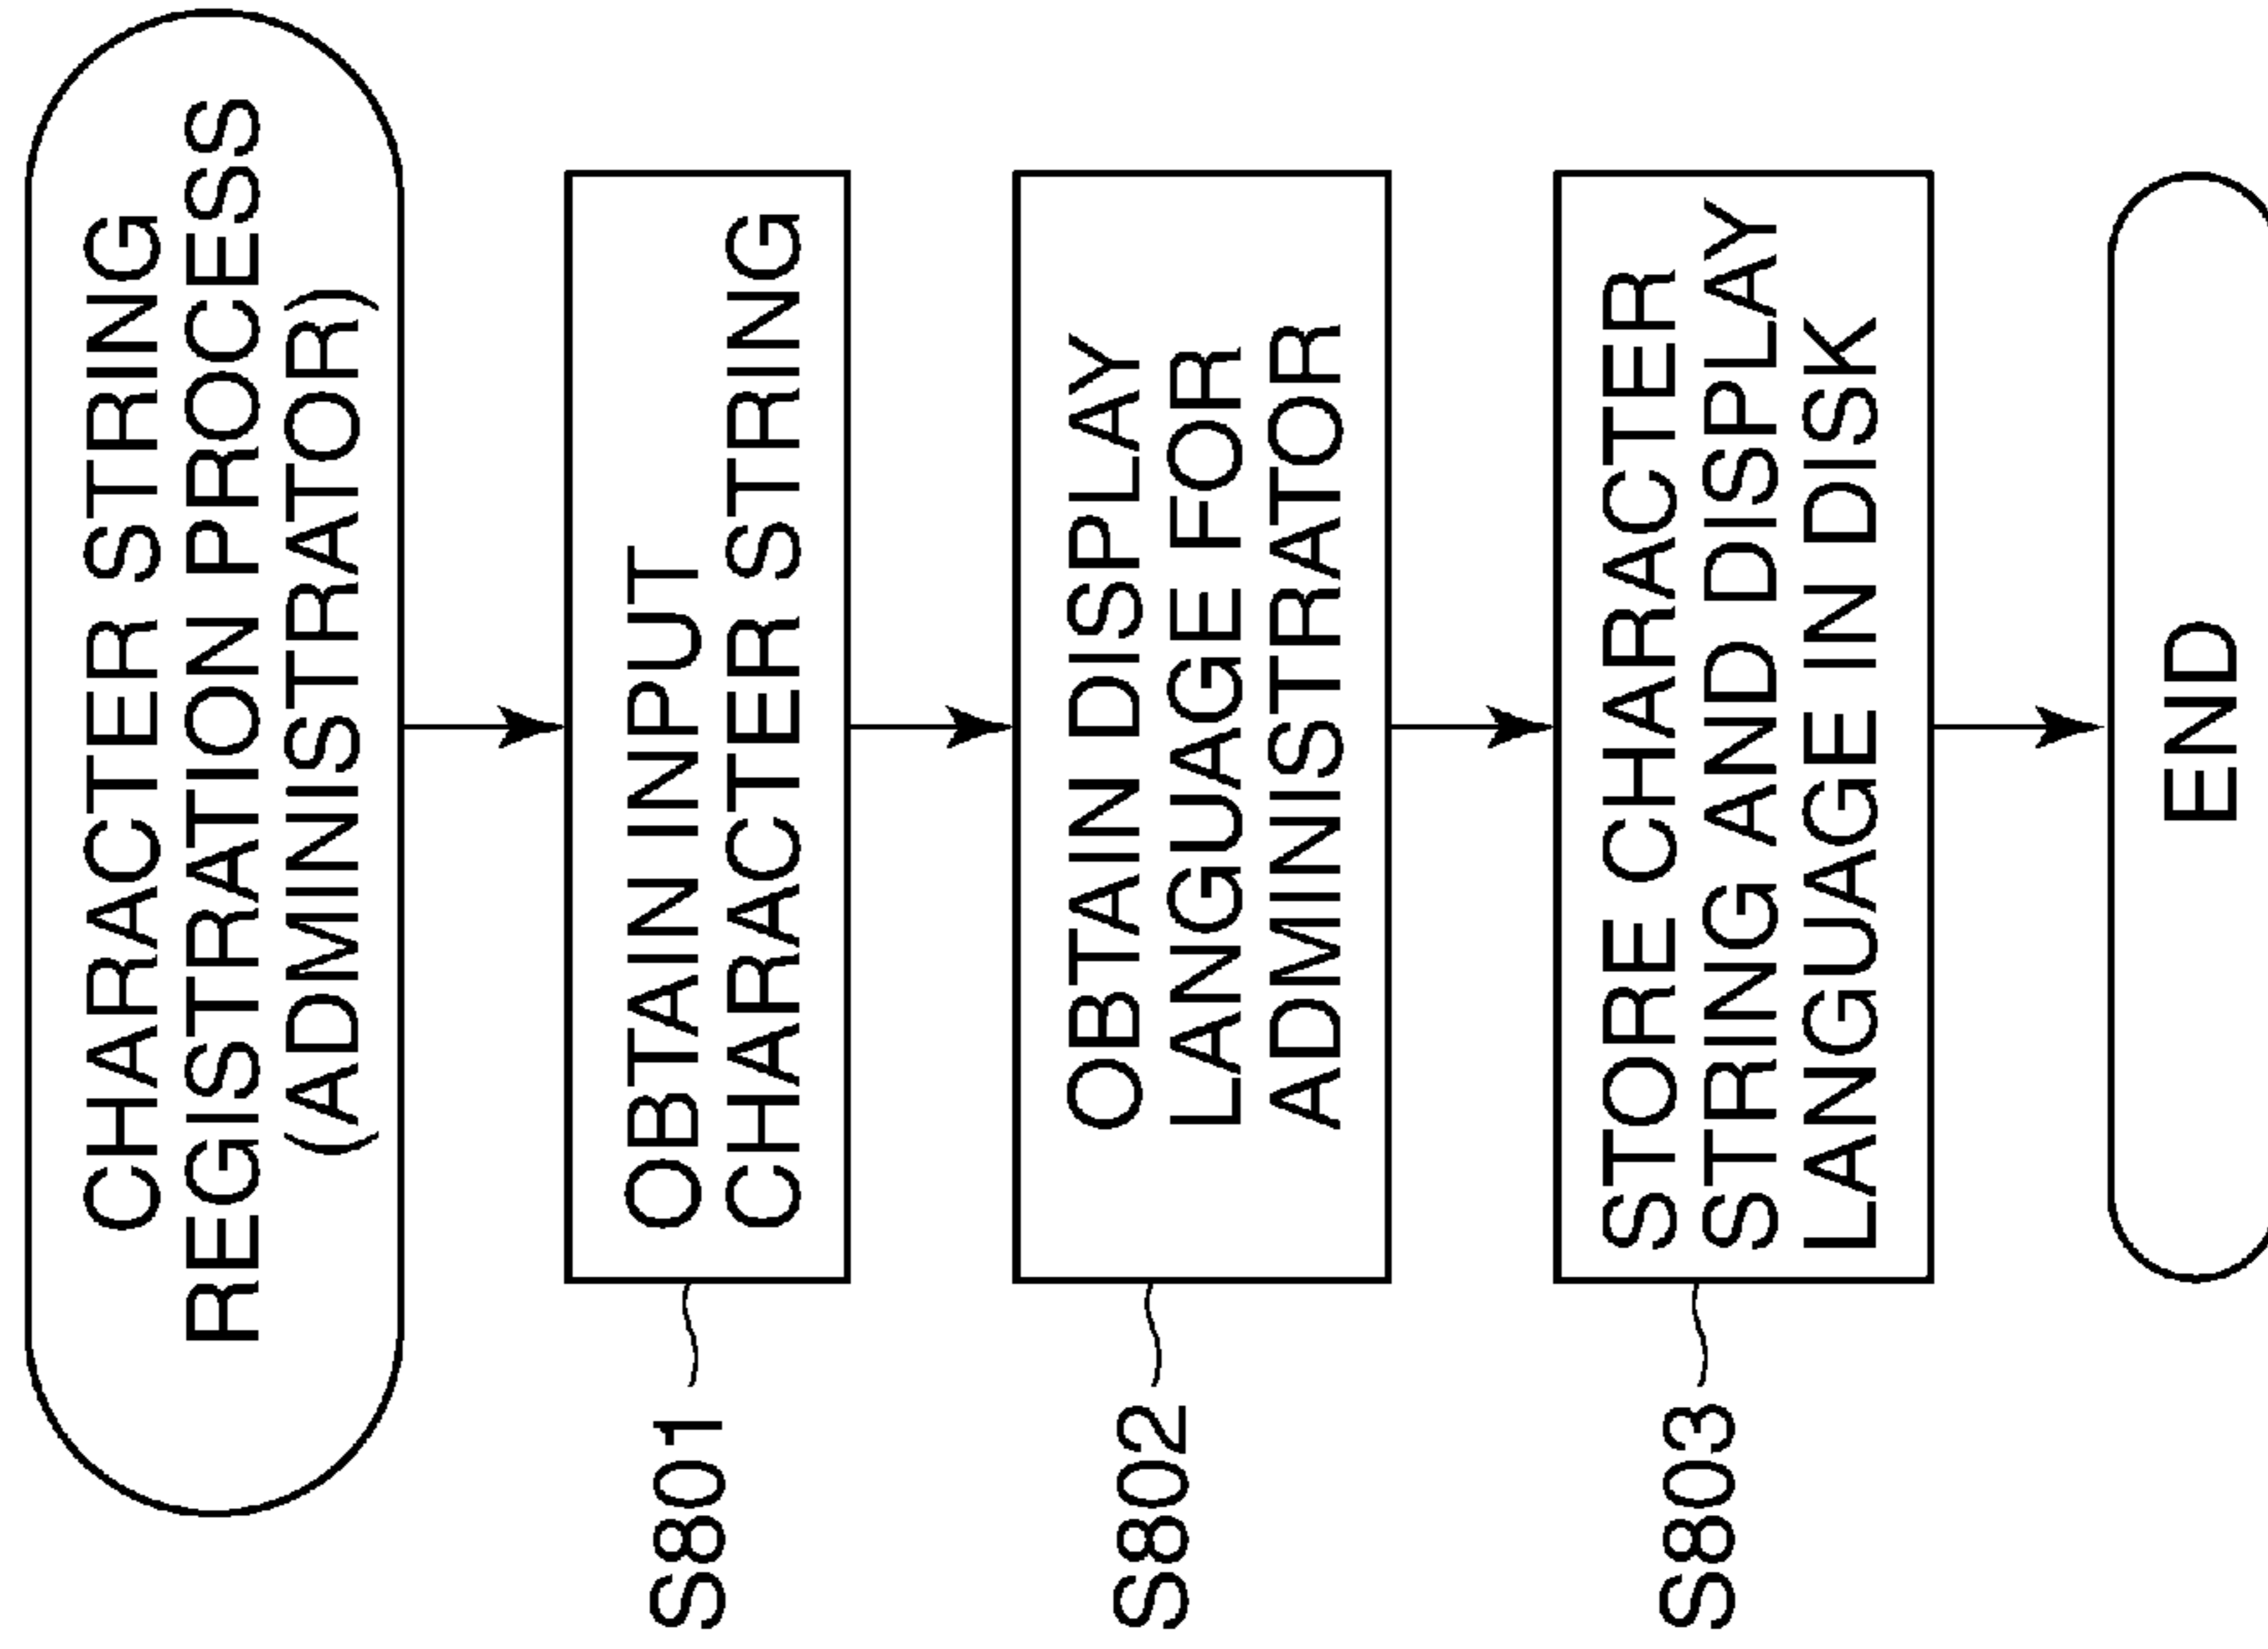 CHARACTER STRING
REGISTRATION PROCESS
(ADMINISTRATOR)
S801
OBTAIN INPUT
CHARACTER STRING
S802
OBTAIN DISPLAY
LANGUAGE FOR
ADMINISTRATOR
S803
STORE CHARACTER
STRING AND DISPLAY
LANGUAGE IN DISK
END